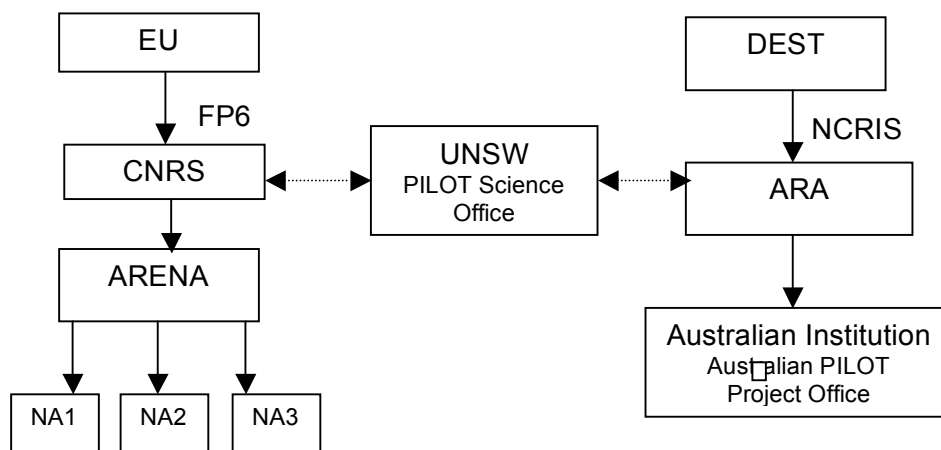 EU
DEST
FP6
NCRIS
CNRS
UNSW
PILOT Science
Office
ARA
ARENA
Australian Institution
Australian PILOT
Project Office
NA1
NA2
NA3